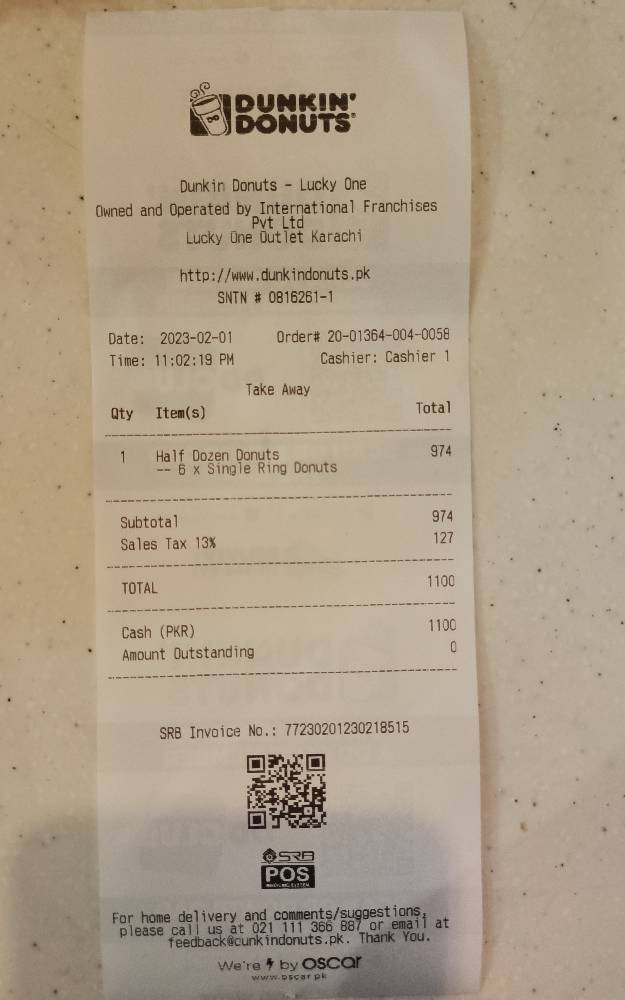 DUNKIN'
DONUTS
Dunkin Donuts - Lucky One
Owned and Operated by International Franchises
Pvt Ltd
Lucky One Outlet Karachi
http://www.dunkindonuts.pk
SNTN # 0816261-1
Date: 2023-02-01 Order# 20-01364-004-0058
Time: 11:02:19 PM Cashier: Cashier 1
Take Away
Qty Item(s) Total
1 Half Dozen Donuts 974
-- 6 x Single Ring Donuts
Subtotal 974
Sales Tax 13% 127
TOTAL 1100
Cash (PKR) 1100
Amount Outstanding 0
SRB Invoice No.: 77230201230218515
SRB
POS
INVOICING SYSTEM
For home delivery and comments/suggestions,
please call us at 021 111 366 887 or email at
feedback@cunkindonuts.pk. Thank You.
We're by oscar
www.oscar.pk